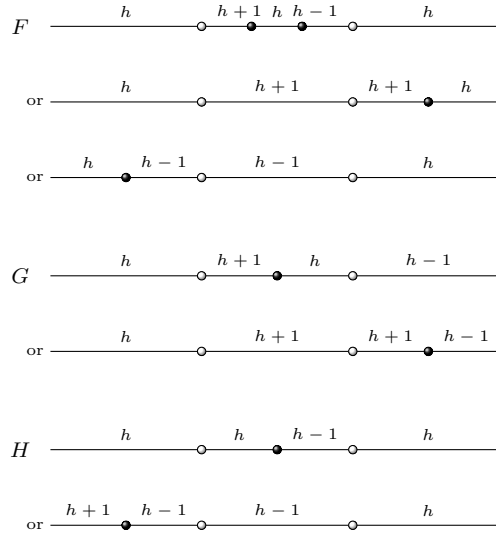 h h + 1 h h − 1 h
F
h h + 1 h + 1 h
or
h h − 1 h − 1 h
or
h h + 1 h h − 1
G
h h + 1 h + 1 h − 1
or
h h h − 1 h
H
h + 1 h − 1 h − 1 h
or